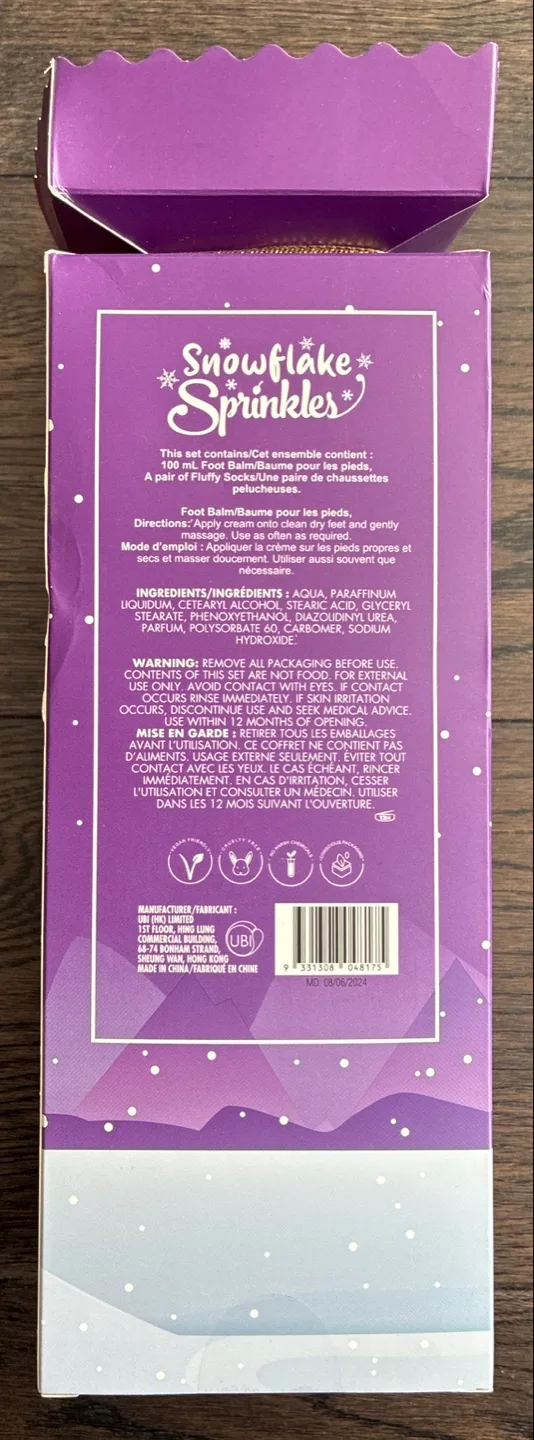 Snowflake
Sprinkles
This set contains/Cet ensemble contient :
100 mL Foot Balm/Baume pour les pieds,
A pair of Fluffy Socks/Une paire de chaussettes
pelucheuses.
Foot Balm/Baume pour les pieds,
Directions: Apply cream onto clean dry feet and gently
massage. Use as often as required.
Mode d'emploi : Appliquer la crème sur les pieds propres et
secs et masser doucement. Utiliser aussi souvent que
nécessaire.
INGREDIENTS/INGRÉDIENTS : AQUA, PARAFFINUM
LIQUIDUM, CETEARYL ALCOHOL, STEARIC ACID, GLYCERYL
STEARATE, PHENOXYETHANOL, DIAZOLIDINYL UREA,
PARFUM, POLYSORBATE 60, CARBOMER, SODIUM
HYDROXIDE.
WARNING: REMOVE ALL PACKAGING BEFORE USE.
CONTENTS OF THIS SET ARE NOT FOOD. FOR EXTERNAL
USE ONLY. AVOID CONTACT WITH EYES. IF CONTACT
OCCURS RINSE IMMEDIATELY. IF SKIN IRRITATION
OCCURS, DISCONTINUE USE AND SEEK MEDICAL ADVICE.
USE WITHIN 12 MONTHS OF OPENING.
MISE EN GARDE : RETIRER TOUS LES EMBALLAGES
AVANT L'UTILISATION. CE COFFRET NE CONTIENT PAS
D'ALIMENTS. USAGE EXTERNE SEULEMENT. ÉVITER TOUT
CONTACT AVEC LES YEUX. LE CAS ÉCHÉANT, RINCER
IMMÉDIATEMENT. EN CAS D'IRRITATION, CESSER
L'UTILISATION ET CONSULTER UN MÉDECIN. UTILISER
DANS LES 12 MOIS SUIVANT L'OUVERTURE.
12M
VEGAN FRIENDLY
CRUELTY FREE
NO HARSH CHEMICALS
CONSCIOUS PACKAGING
MANUFACTURER/FABRICANT :
UBI (HK) LIMITED
1ST FLOOR, HING LUNG
COMMERCIAL BUILDING,
68-74 BONHAM STRAND,
SHEUNG WAN, HONG KONG
MADE IN CHINA/FABRIQUÉ EN CHINE
UBI
9 331308 048175
MD. 08/06/2024